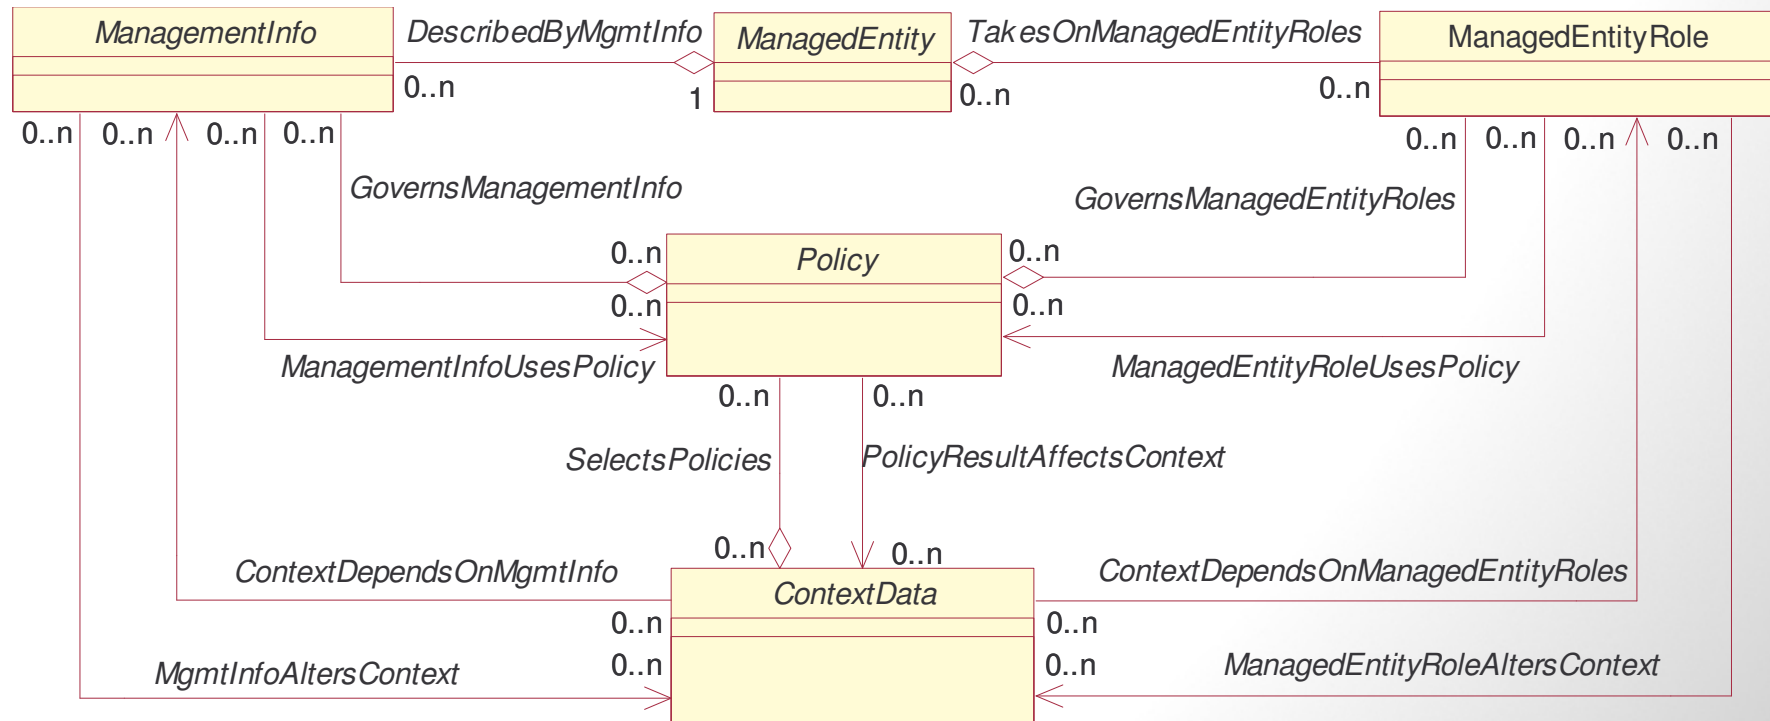 ManagementInfo
DescribedByMgmtInfo
ManagedEntity
TakesOnManagedEntityRoles
ManagedEntityRole
0..n
1
0..n
0..n
0..n
0..n
0..n
0..n
0..n
0..n
0..n
0..n
GovernsManagementInfo
GovernsManagedEntityRoles
0..n
Policy
0..n
0..n
0..n
ManagementInfoUsesPolicy
ManagedEntityRoleUsesPolicy
0..n
0..n
SelectsPolicies
PolicyResultAffectsContext
0..n
0..n
ContextDependsOnMgmtInfo
ContextData
ContextDependsOnManagedEntityRoles
0..n
0..n
0..n
0..n
MgmtInfoAltersContext
ManagedEntityRoleAltersContext